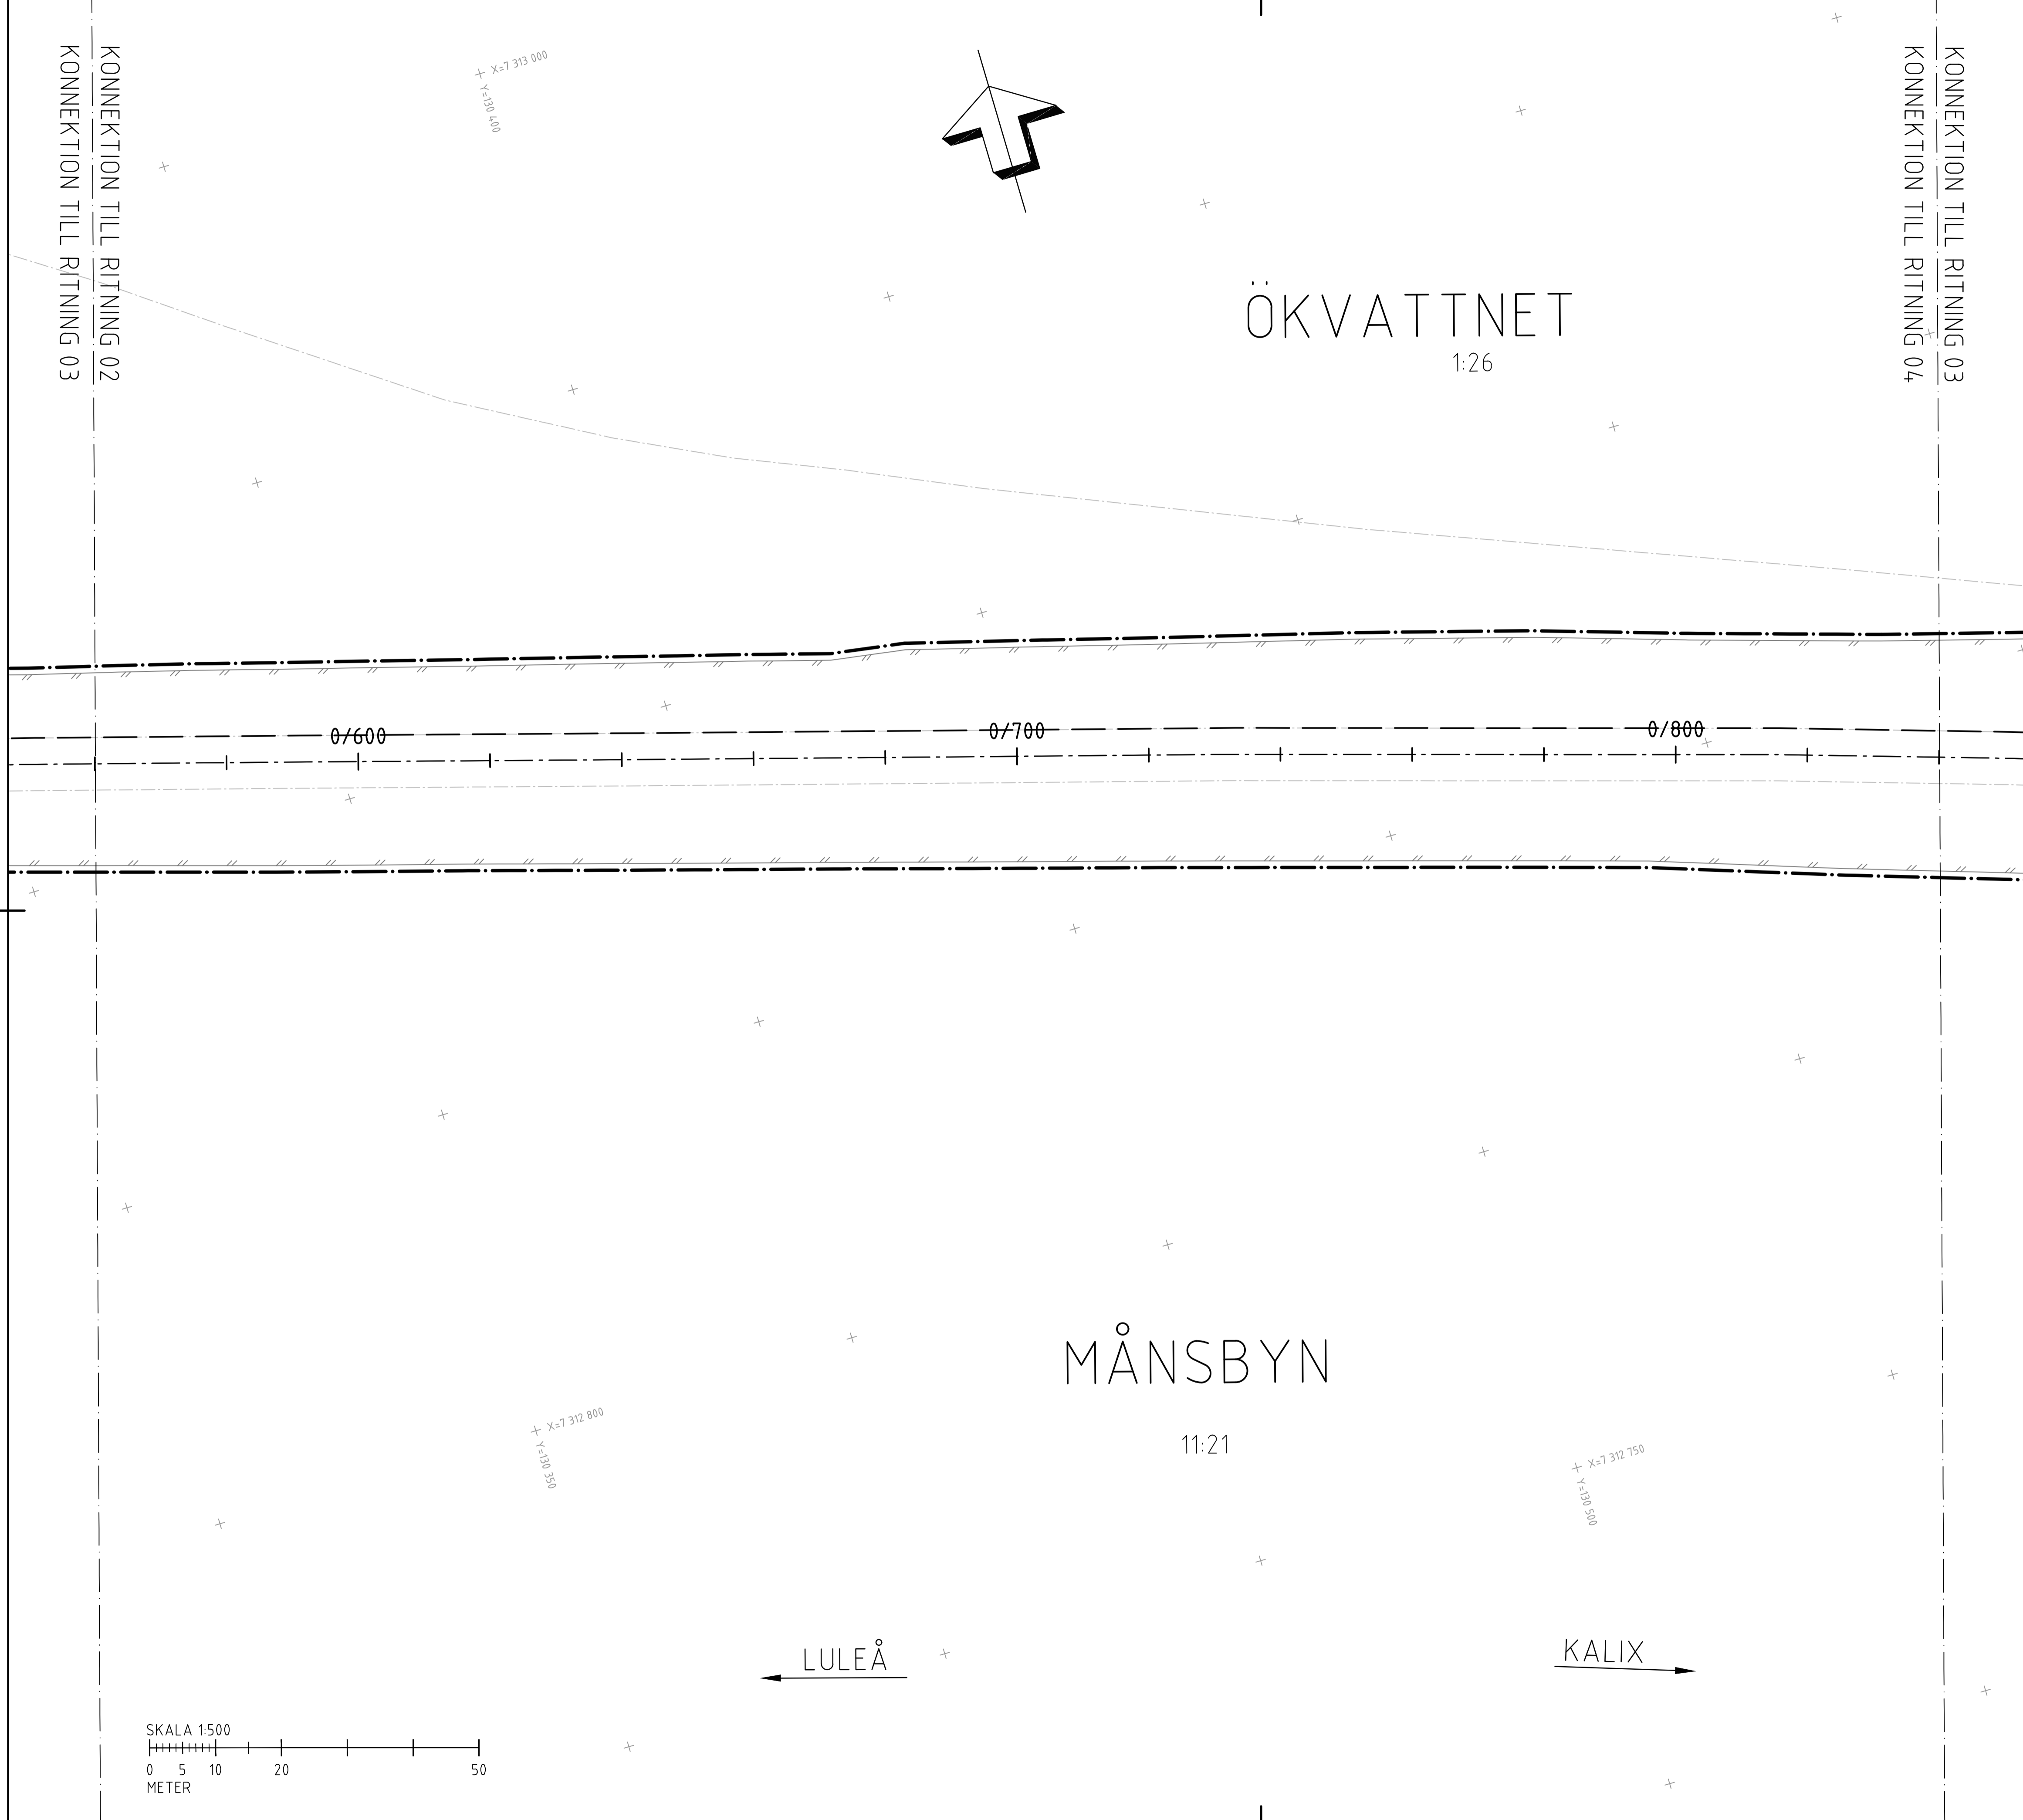 KONNEKTION TILL RITNING 02
KONNEKTION TILL RITNING 03
KONNEKTION TILL RITNING 03
KONNEKTION TILL RITNING 04
X=7 313 000
Y=130 400
ÖKVATTNET
1:26
0/600
0/700
0/800
MÅNSBYN
11:21
X=7 312 800
Y=130 350
X=7 312 750
Y=130 500
LULEÅ
KALIX
SKALA 1:500
0 5 10 20 50
METER